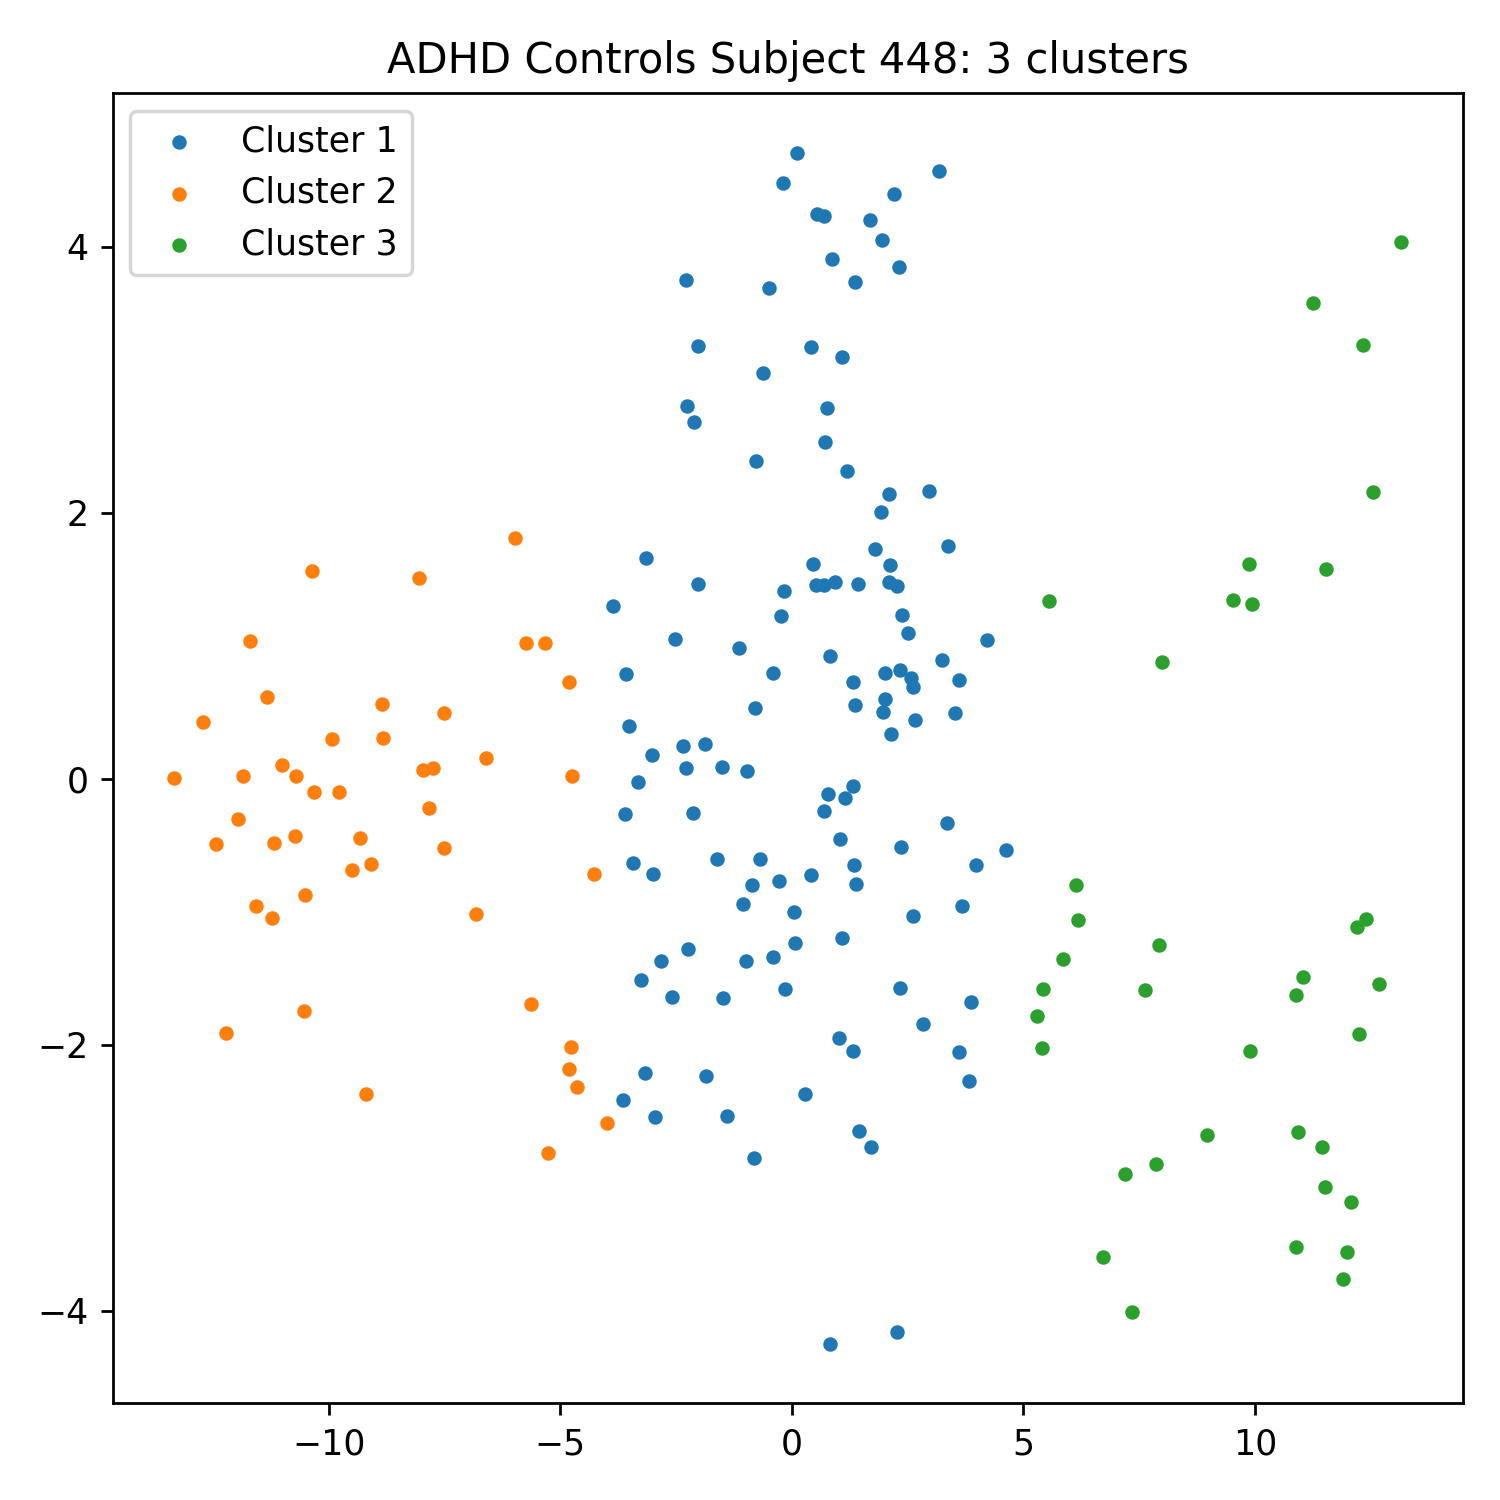 ADHD Controls Subject 448: 3 clusters
Cluster 1
Cluster 2
Cluster 3
4
2
0
−2
−4
−10 −5 0 5 10